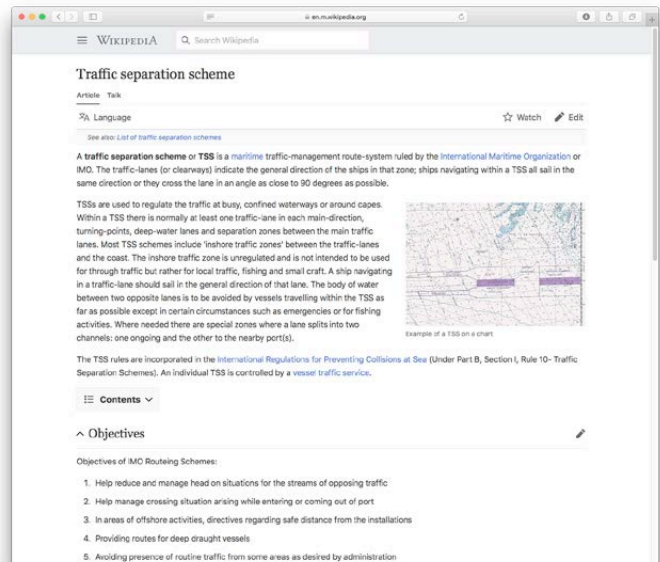 en.m.wikipedia.org
WIKIPEDIA
Search Wikipedia
Traffic separation scheme
Article Talk
Language
Watch Edit
See also: List of traffic separation schemes
A traffic separation scheme or TSS is a maritime traffic-management route-system ruled by the International Maritime Organization or
IMO. The traffic-lanes (or clearways) indicate the general direction of the ships in that zone; ships navigating within a TSS all sail in the
same direction or they cross the lane in an angle as close to 90 degrees as possible.
TSSs are used to regulate the traffic at busy, confined waterways or around capes.
Within a TSS there is normally at least one traffic-lane in each main-direction,
turning-points, deep-water lanes and separation zones between the main traffic
lanes. Most TSS schemes include 'inshore traffic zones' between the traffic-lanes
and the coast. The inshore traffic zone is unregulated and is not intended to be used
for through traffic but rather for local traffic, fishing and small craft. A ship navigating
in a traffic-lane should sail in the general direction of that lane. The body of water
between two opposite lanes is to be avoided by vessels travelling within the TSS as
far as possible except in certain circumstances such as emergencies or for fishing
activities. Where needed there are special zones where a lane splits into two
channels: one ongoing and the other to the nearby port(s).
Example of a TSS on a chart
The TSS rules are incorporated in the International Regulations for Preventing Collisions at Sea (Under Part B, Section I, Rule 10- Traffic
Separation Schemes). An individual TSS is controlled by a vessel traffic service.
Contents
Objectives
Objectives of IMO Routeing Schemes:
1. Help reduce and manage head on situations for the streams of opposing traffic
2. Help manage crossing situation arising while entering or coming out of port
3. In areas of offshore activities, directives regarding safe distance from the installations
4. Providing routes for deep draught vessels
5. Avoiding presence of routine traffic from some areas as desired by administration